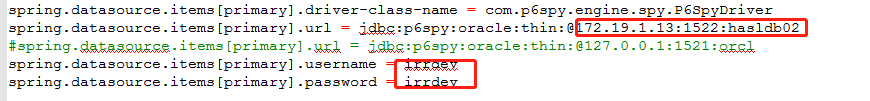 spring.datasource.items[primary].driver-class-name = com.p6spy.engine.spy.P6SpyDriver
spring.datasource.items[primary].url = jdbc:p6spy:oracle:thin:@172.19.1.13:1522:hasldb02
#spring.datasource.items[primary].url = jdbc:p6spy:oracle:thin:@127.0.0.1:1521:orcl
spring.datasource.items[primary].username = irrdev
spring.datasource.items[primary].password = irrdev